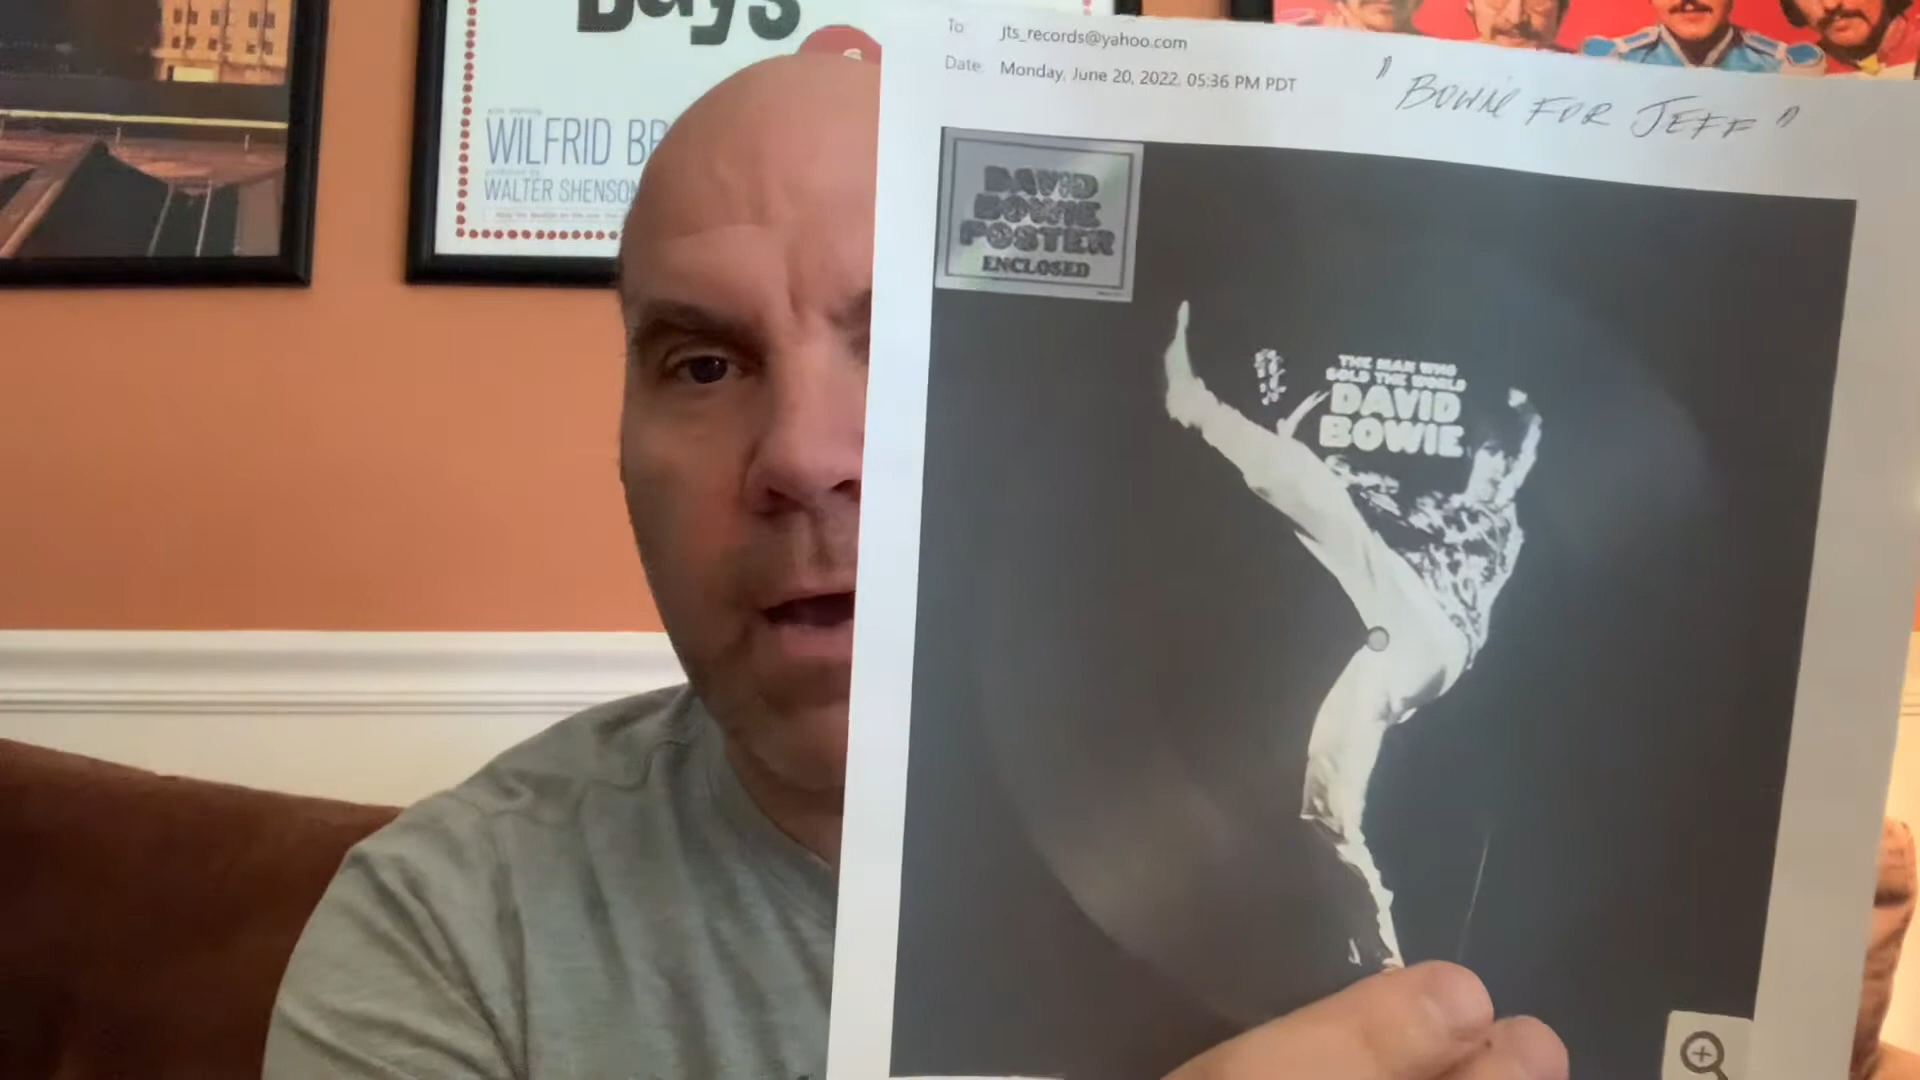 Days
WILFRID
WALTER SHENSON
To Jts_records@yahoo.com
Date: Monday, June 20, 2022, 05:36 PM PDT
"Bowie FOR JEFF"
DAVID
BOWIE
POSTER
ENCLOSED
THE MAN WHO
SOLD THE WORLD
DAVID
BOWIE